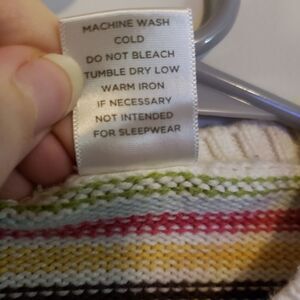 MACHINE WASH
COLD
DO NOT BLEACH
TUMBLE DRY LOW
WARM IRON
IF NECESSARY
NOT INTENDED
FOR SLEEPWEAR